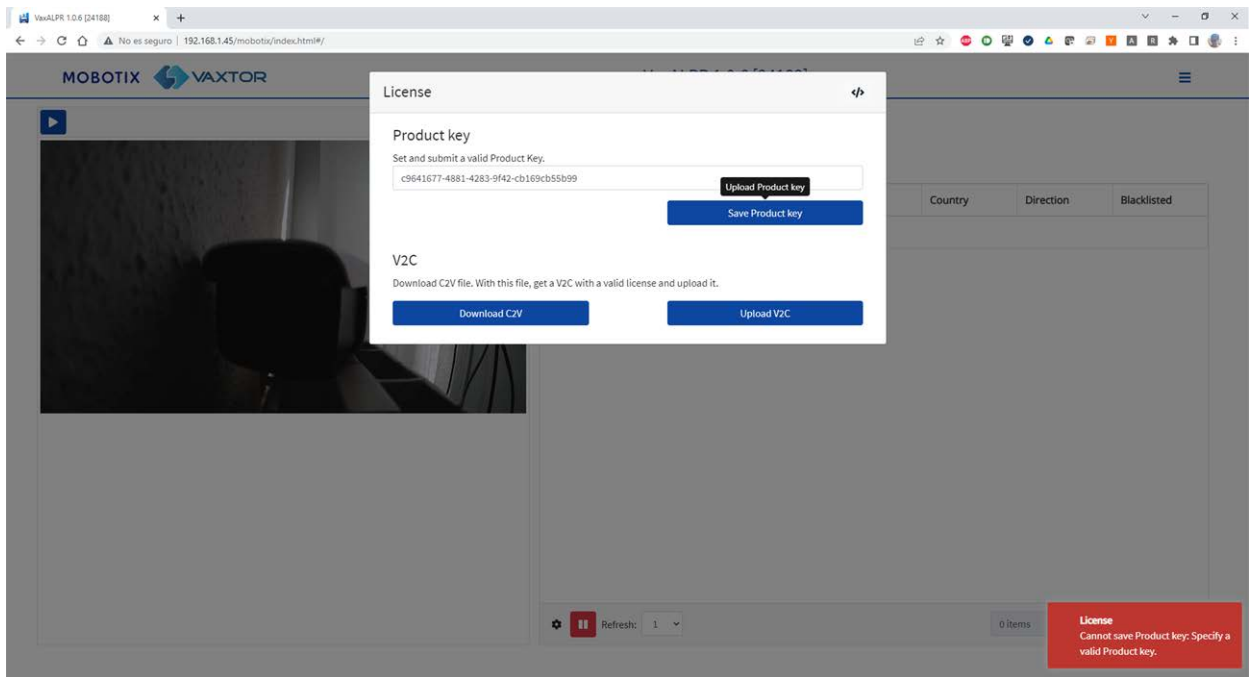 VaxALPR 1.0.6 [24188]
No es seguro | 192.168.1.45/mobotix/index.html#/
MOBOTIX VAXTOR
License
</>
Product key
Set and submit a valid Product Key.
c9641677-4881-4283-9f42-cb169cb55b99
Upload Product key
Save Product key
Country Direction Blacklisted
V2C
Download C2V file. With this file, get a V2C with a valid license and upload it.
Download C2V Upload V2C
Refresh: 1
0 items
License
Cannot save Product key: Specify a
valid Product key.